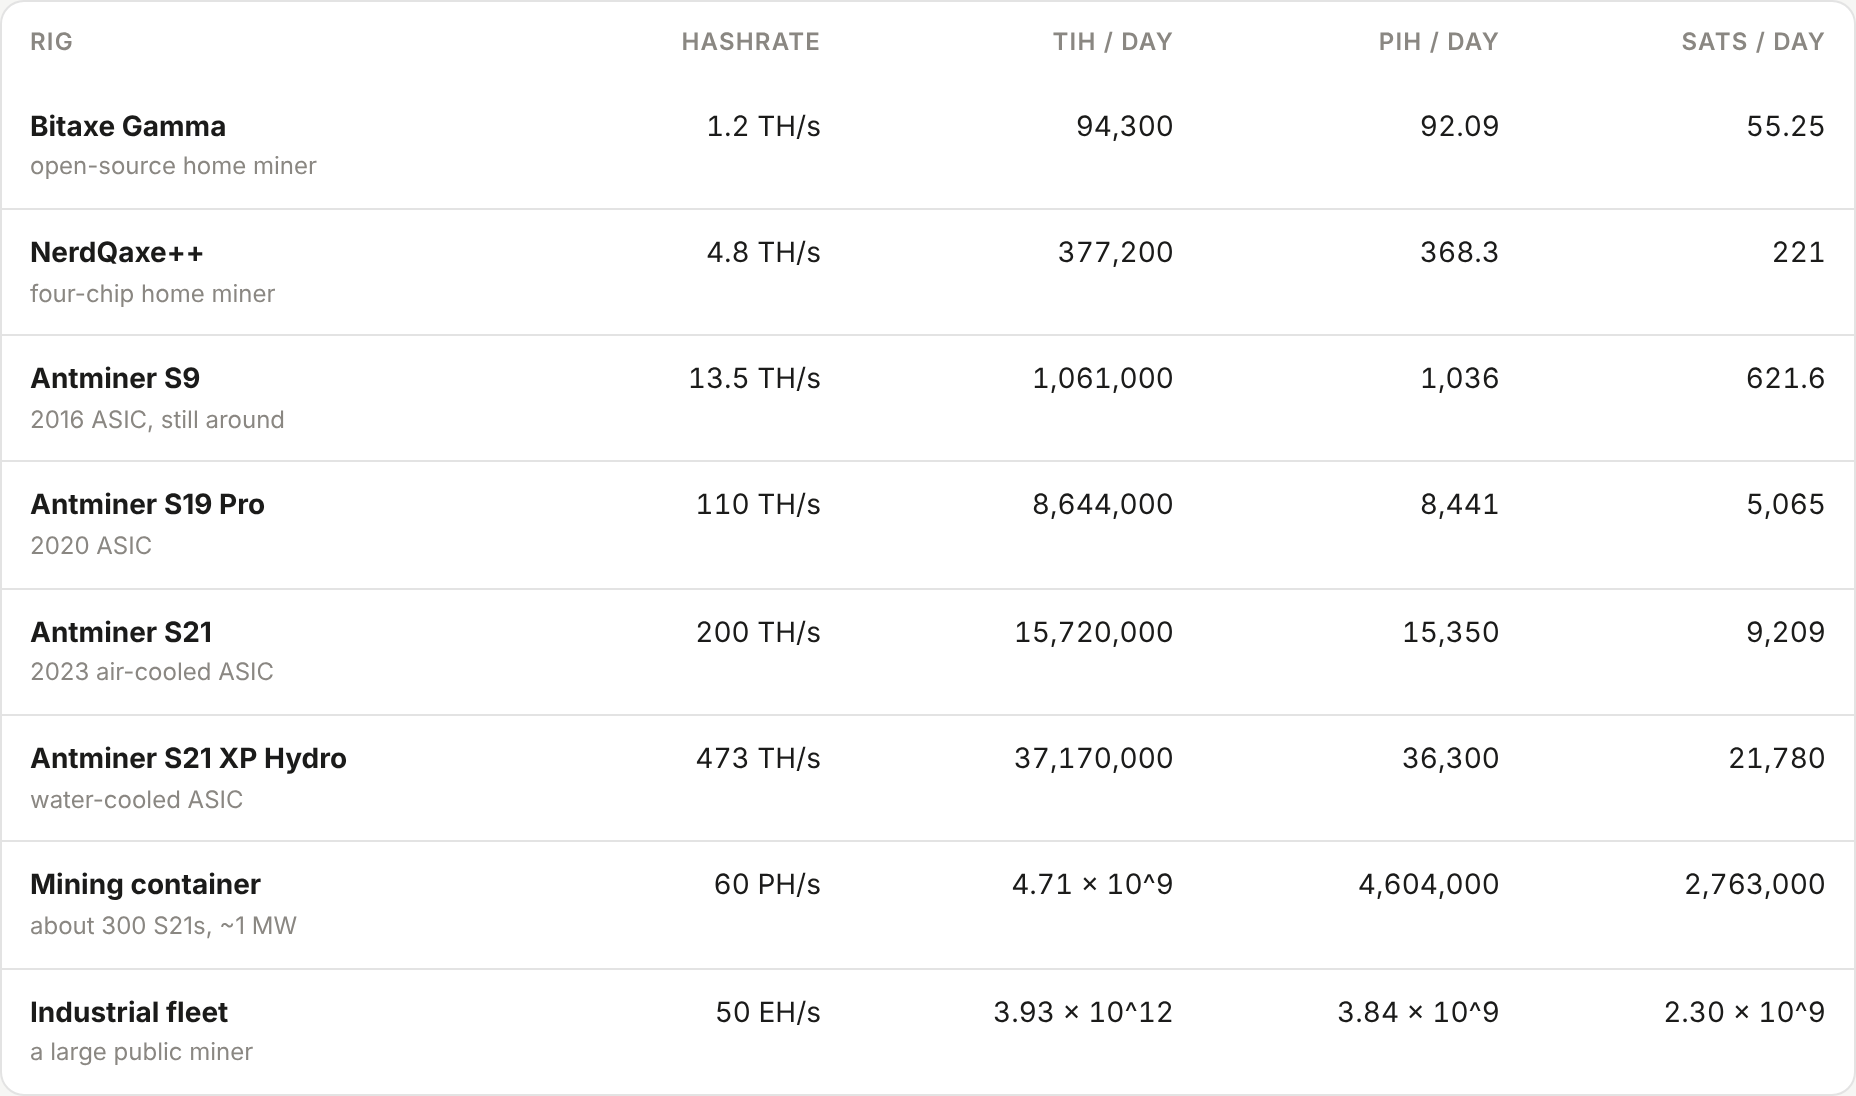 RIG HASHRATE TIH / DAY PIH / DAY SATS / DAY
Bitaxe Gamma 1.2 TH/s 94,300 92.09 55.25
open-source home miner
NerdQaxe++ 4.8 TH/s 377,200 368.3 221
four-chip home miner
Antminer S9 13.5 TH/s 1,061,000 1,036 621.6
2016 ASIC, still around
Antminer S19 Pro 110 TH/s 8,644,000 8,441 5,065
2020 ASIC
Antminer S21 200 TH/s 15,720,000 15,350 9,209
2023 air-cooled ASIC
Antminer S21 XP Hydro 473 TH/s 37,170,000 36,300 21,780
water-cooled ASIC
Mining container 60 PH/s 4.71 × 10^9 4,604,000 2,763,000
about 300 S21s, ~1 MW
Industrial fleet 50 EH/s 3.93 × 10^12 3.84 × 10^9 2.30 × 10^9
a large public miner